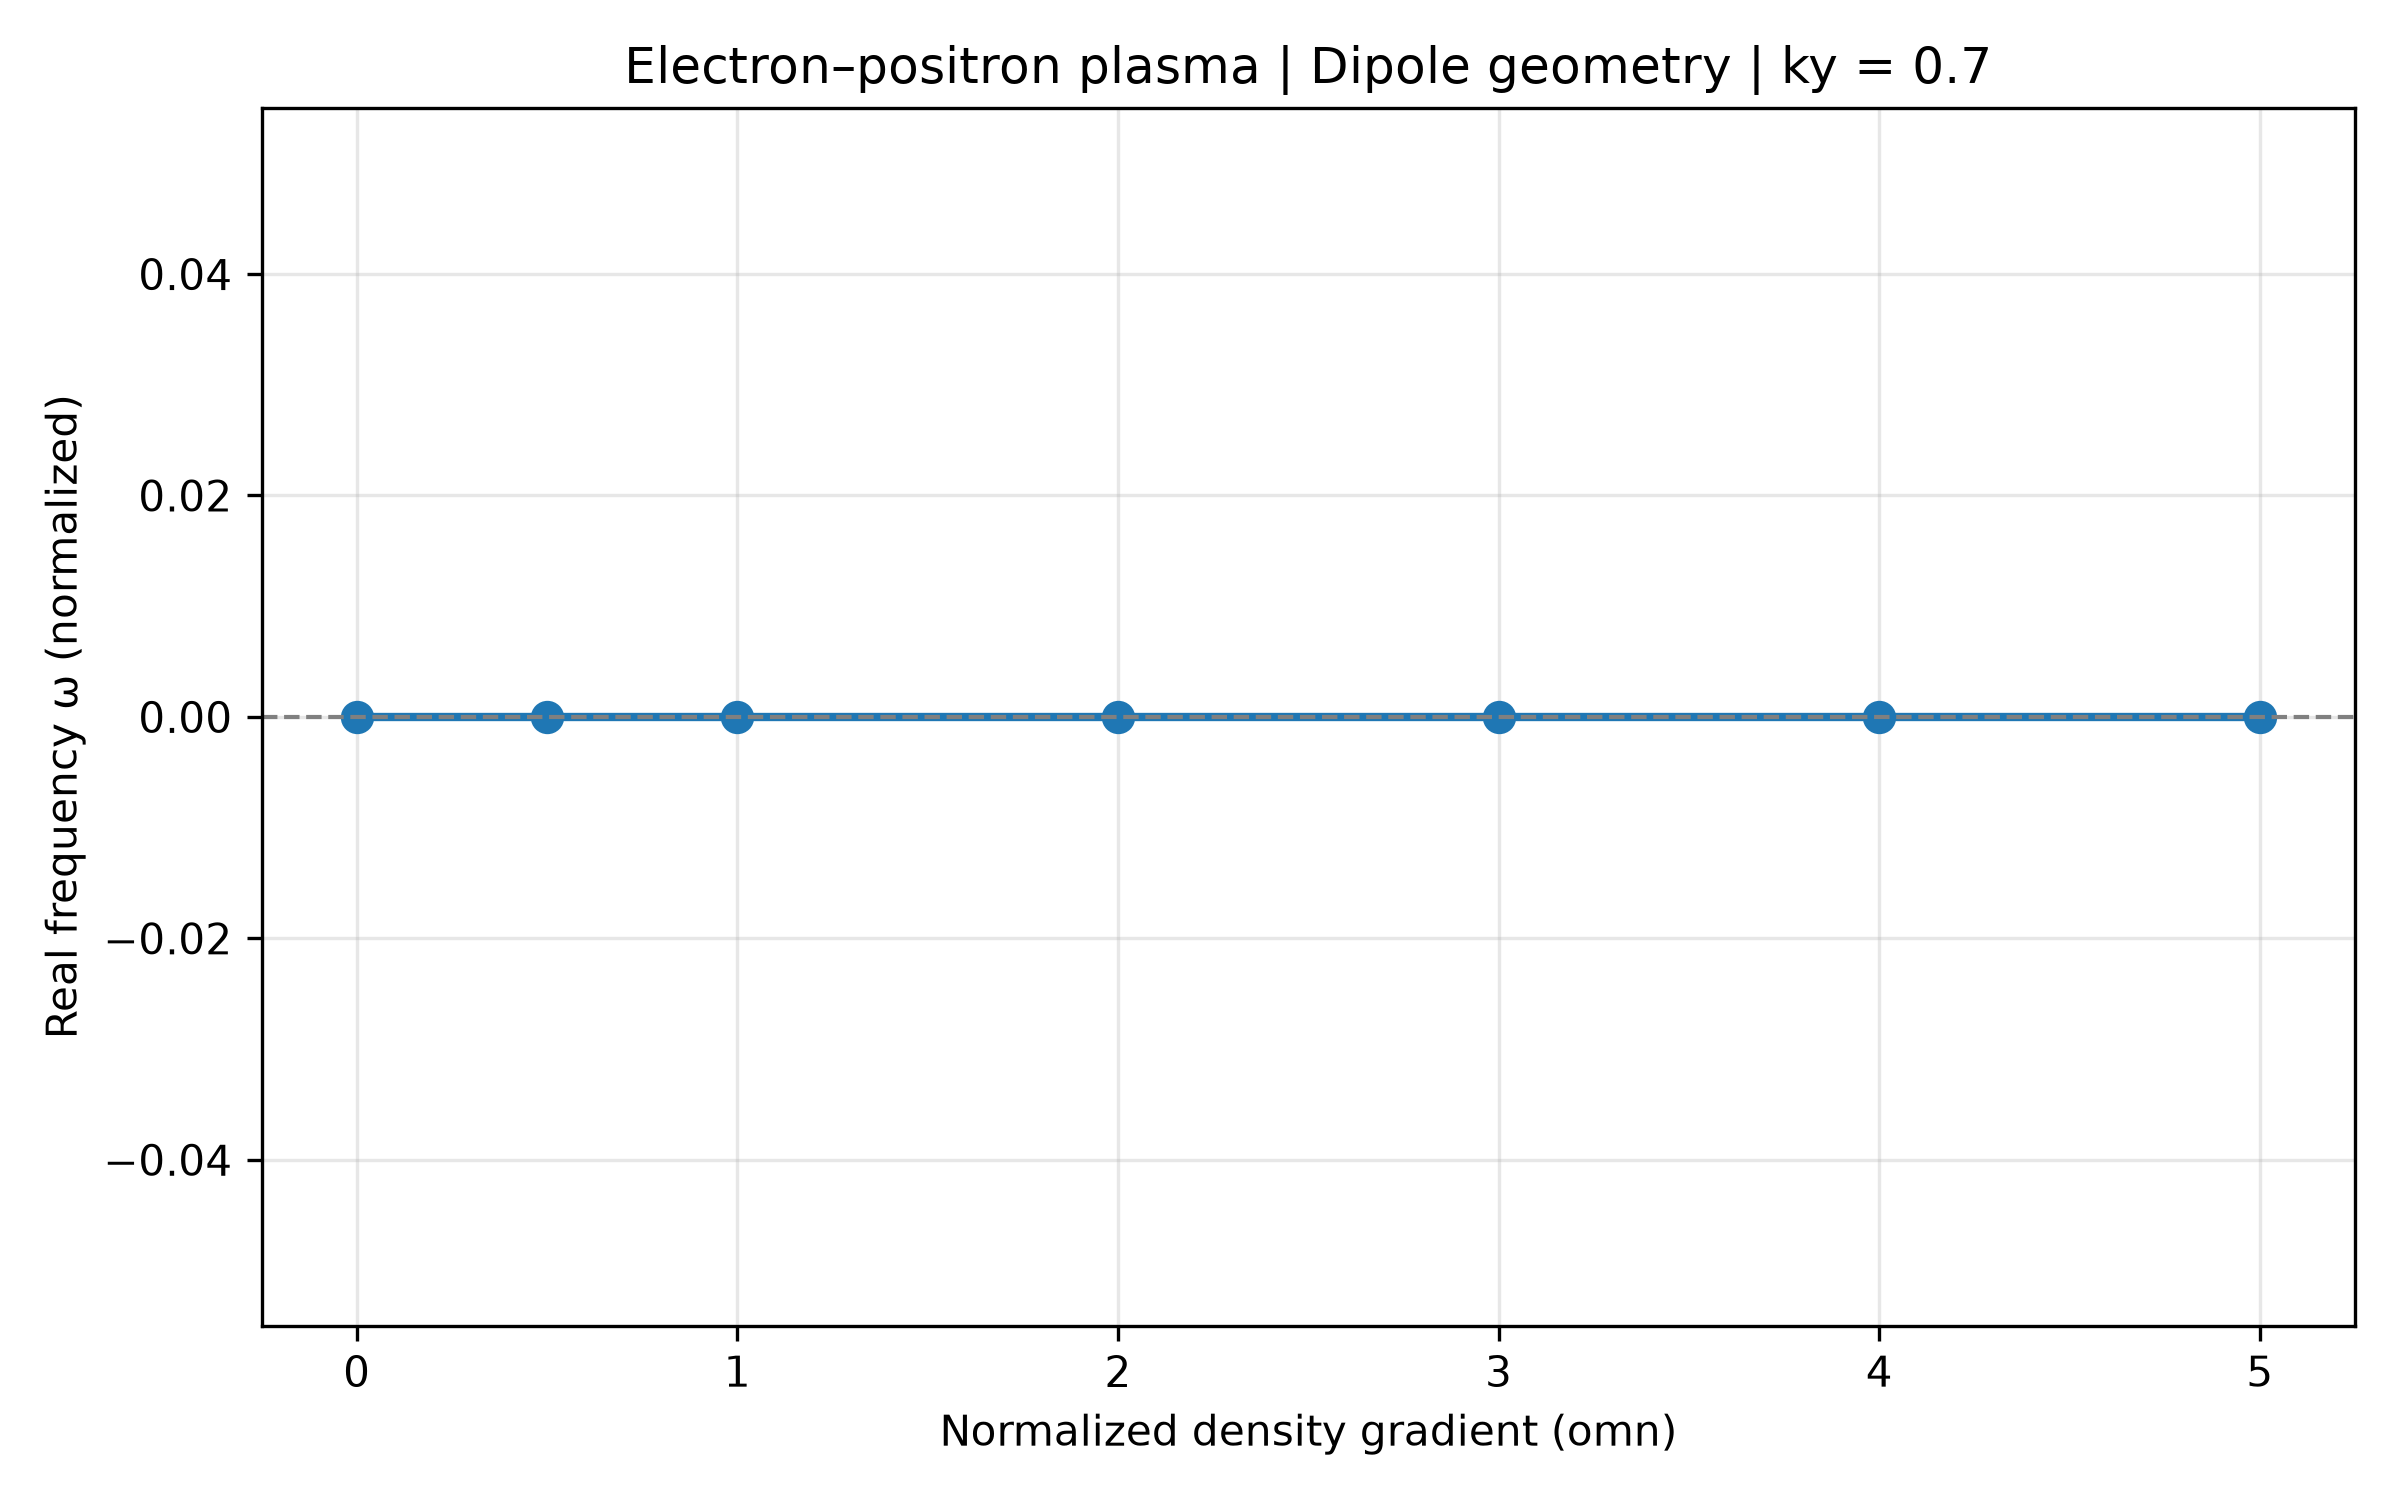 Electron–positron plasma | Dipole geometry | ky = 0.7
Real frequency ω (normalized)
0.04
0.02
0.00
−0.02
−0.04
0 1 2 3 4 5
Normalized density gradient (omn)